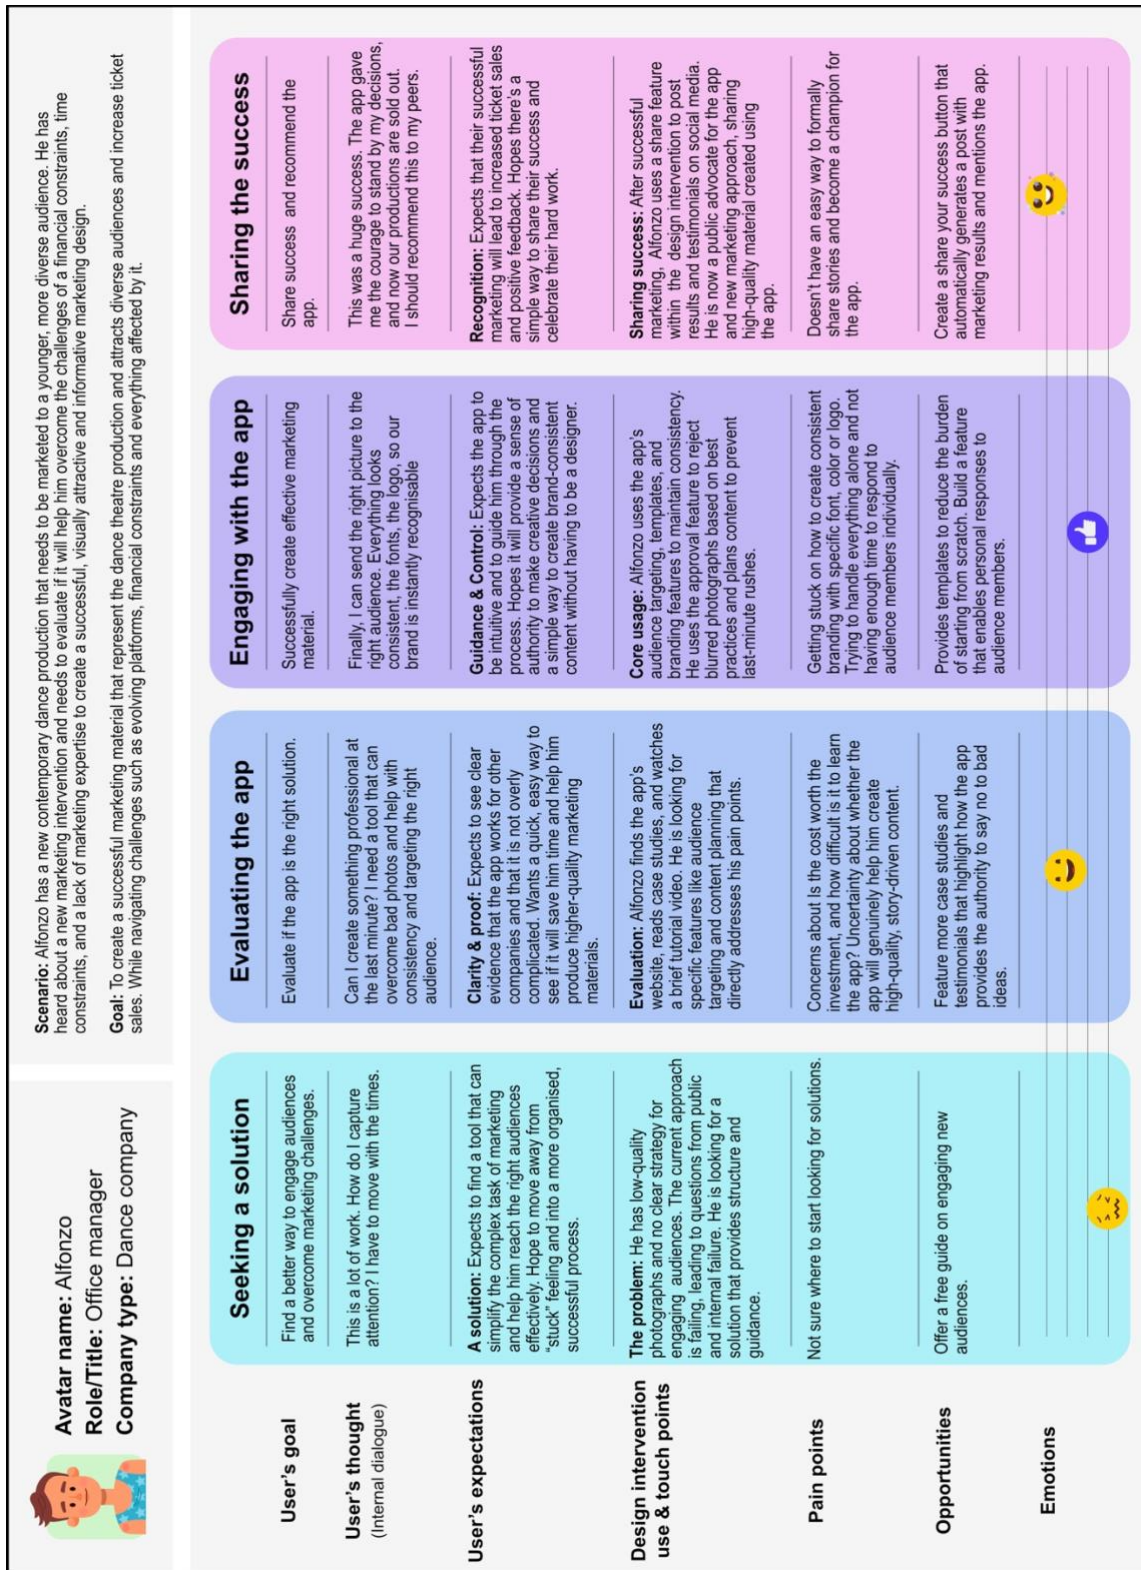 Avatar name: Alfonzo
Role/Title: Office manager
Company type: Dance company
Scenario: Alfonzo has a new contemporary dance production that needs to be marketed to a younger, more diverse audience. He has
heard about a new marketing intervention and needs to evaluate if it will help him overcome the challenges of a financial constraints, time
constraints, and a lack of marketing expertise to create a successful, visually attractive and informative marketing design.
Goal: To create a successful marketing material that represent the dance theatre production and attracts diverse audiences and increase ticket
sales. While navigating challenges such as evolving platforms, financial constraints and everything affected by it.
Seeking a solution
Evaluating the app
Engaging with the app
Sharing the success
User's goal
Find a better way to engage audiences
and overcome marketing challenges.
Evaluate if the app is the right solution.
Successfully create effective marketing
material.
Share success and recommend the
app.
User's thought
(Internal dialogue)
This is a lot of work. How do I capture
attention? I have to move with the times.
Can I create something professional at
the last minute? I need a tool that can
overcome bad photos and help with
consistency and targeting the right
audience.
Finally, I can send the right picture to the
right audience. Everything looks
consistent, the fonts, the logo, so our
brand is instantly recognisable
This was a huge success. The app gave
me the courage to stand by my decisions,
and now our productions are sold out.
I should recommend this to my peers.
User's expectations
A solution: Expects to find a tool that can
simplify the complex task of marketing
and help him reach the right audiences
effectively. Hope to move away from
“stuck” feeling and into a more organised,
successful process.
Clarity & proof: Expects to see clear
evidence that the app works for other
companies and that it is not overly
complicated. Wants a quick, easy way to
see if it will save him time and help him
produce higher-quality marketing
materials.
Guidance & Control: Expects the app to
be intuitive and to guide him through the
process. Hopes it will provide a sense of
authority to make creative decisions and
a simple way to create brand-consistent
content without having to be a designer.
Recognition: Expects that their successful
marketing will lead to increased ticket sales
and positive feedback. Hopes there's a
simple way to share their success and
celebrate their hard work.
Design intervention
use & touch points
The problem: He has low-quality
photographs and no clear strategy for
engaging audiences. The current approach
is failing, leading to questions from public
and internal failure. He is looking for a
solution that provides structure and
guidance.
Evaluation: Alfonzo finds the app's
website, reads case studies, and watches
a brief tutorial video. He is looking for
specific features like audience
targeting and content planning that
directly addresses his pain points.
Core usage: Alfonzo uses the app's
audience targeting, templates, and
branding features to maintain consistency.
He uses the approval feature to reject
blurred photographs based on best
practices and plans content to prevent
last-minute rushes.
Sharing success: After successful
marketing, Alfonzo uses a share feature
within the design intervention to post
results and testimonials on social media.
He is now a public advocate for the app
and new marketing approach, sharing
high-quality material created using
the app.
Pain points
Not sure where to start looking for solutions.
Concerns about Is the cost worth the
investment, and how difficult is it to learn
the app? Uncertainty about whether the
app will genuinely help him create
high-quality, story-driven content.
Getting stuck on how to create consistent
branding with specific font, color or logo.
Trying to handle everything alone and not
having enough time to respond to
audience members individually.
Doesn't have an easy way to formally
share stories and become a champion for
the app.
Opportunities
Offer a free guide on engaging new
audiences.
Feature more case studies and
testimonials that highlight how the app
provides the authority to say no to bad
ideas.
Provides templates to reduce the burden
of starting from scratch. Build a feature
that enables personal responses to
audience members.
Create a share your success button that
automatically generates a post with
marketing results and mentions the app.
Emotions